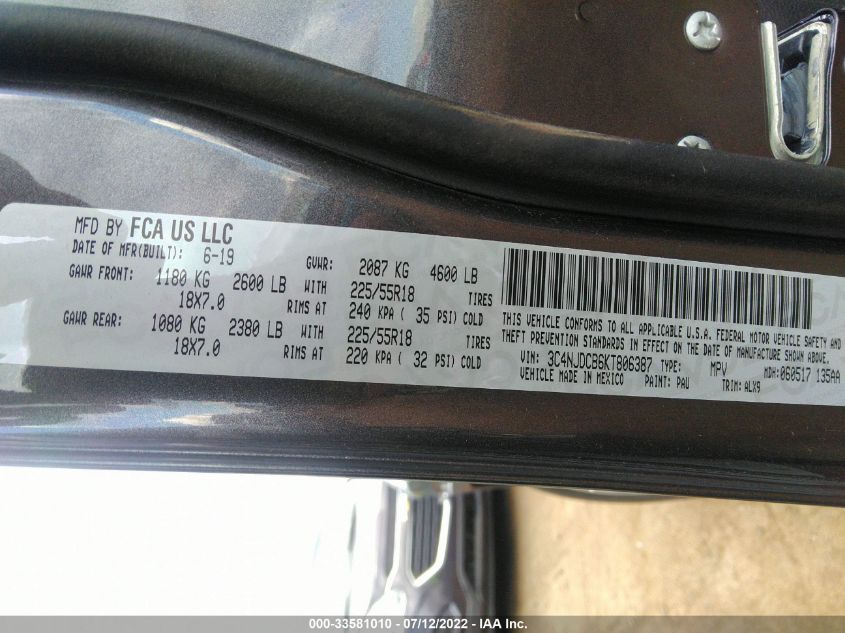 MFD BY FCA US LLC
DATE OF MFR(BUILT): 6-19 GVWR: 2087 KG 4600 LB
GAWR FRONT: 1180 KG 2600 LB WITH 225/55R18 TIRES
18X7.0 RIMS AT 240 KPA ( 35 PSI) COLD
GAWR REAR: 1080 KG 2380 LB WITH 225/55R18 TIRES
18X7.0 RIMS AT 220 KPA ( 32 PSI) COLD
THIS VEHICLE CONFORMS TO ALL APPLICABLE U.S.A. FEDERAL MOTOR VEHICLE SAFETY
THEFT PREVENTION STANDARDS IN EFFECT ON THE DATE OF MANUFACTURE SHOWN ABOVE.
VIN: 3C4NJDCB6KT806387 TYPE: MPV MDH: 060517 135AA
VEHICLE MADE IN MEXICO PAINT: PAU TRIM: ALX9
000-33581010 - 07/12/2022 - IAA Inc.